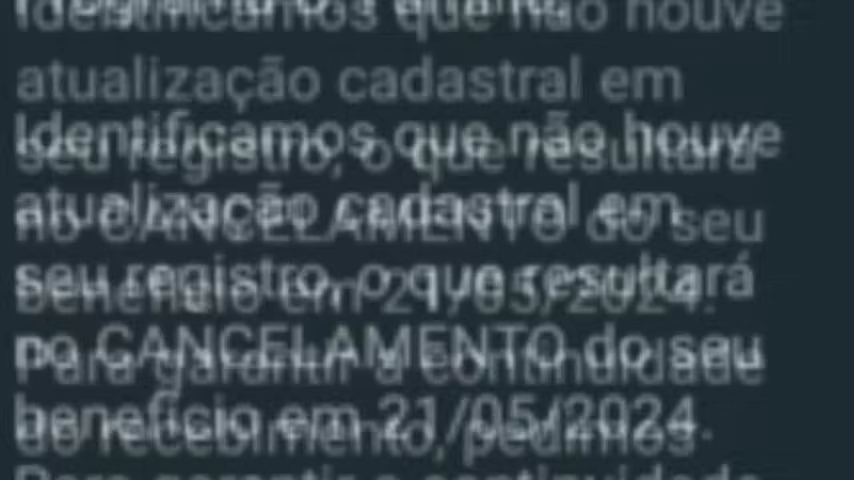 Identificamos que não houve
atualização cadastral em
Identificamos que não houve
seu registro, o que resultará
atualização cadastral em
no CANCELAMENTO do seu
seu registro, o que resultará
benefício em 21/05/2024.
no CANCELAMENTO do seu
Para garantir a continuidade
benefício em 21/05/2024.
do recebimento, pedimos
Para garantir a continuidade